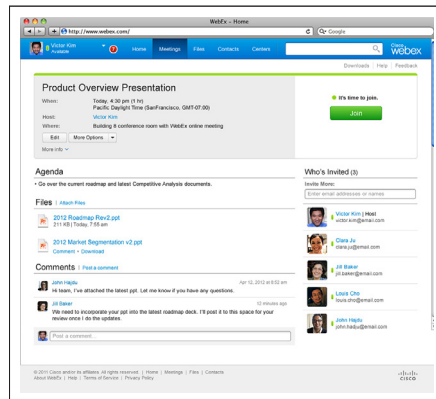 WebEx - Home
http://www.webex.com/
Google
Victor Kim
Available
Home
Meetings
Files
Contacts
Centers
Cisco
webex
Downloads | Help | Feedback
Product Overview Presentation
When: Today, 4:30 pm (1 hr)
Pacific Daylight Time (SanFrancisco, GMT-07:00)
Host: Victor Kim
Where: Building 6 conference room with WebEx online meeting
Edit
More Options
More info
It's time to join.
Join
Agenda
• Go over the current roadmap and latest Competitive Analysis documents.
Files | Attach Files
2012 Roadmap Rev2.ppt
211 KB | Today, 7:55 am
2012 Market Segmentation v2.ppt
Comment • Download
Comments | Post a comment
John Hajdu
Apr 12, 2012 at 8:52 am
Hi team, I've attached the latest ppt. Let me know if you have any questions.
Jill Baker
12 minutes ago
We need to incorporate your ppt into the latest roadmap deck. I'll post it to this space for your
review once I do the updates.
Post a comment...
Who's Invited (3)
Invite More:
Enter email addresses or names
Victor Kim | Host
victor.kim@email.com
Clara Ju
clara.ju@email.com
Jill Baker
jill.baker@email.com
Louis Cho
louis.cho@email.com
John Hajdu
john.hadju@email.com
© 2011 Cisco and/or its affiliates. All rights reserved. | Home | Meetings | Files | Contacts
About WebEx | Help | Terms of Service | Privacy Policy
CISCO